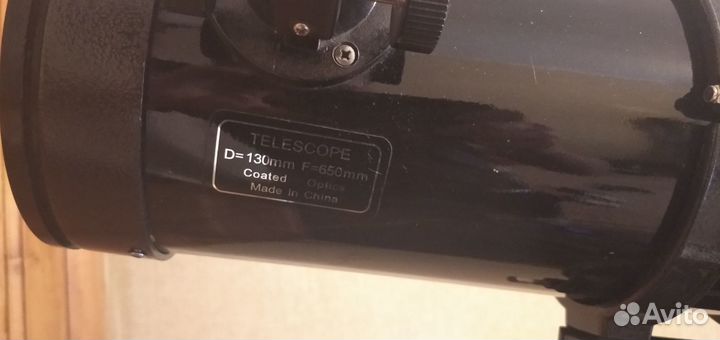 TELESCOPE
D=130mm F=650mm
Coated Optics
Made in China
Avito